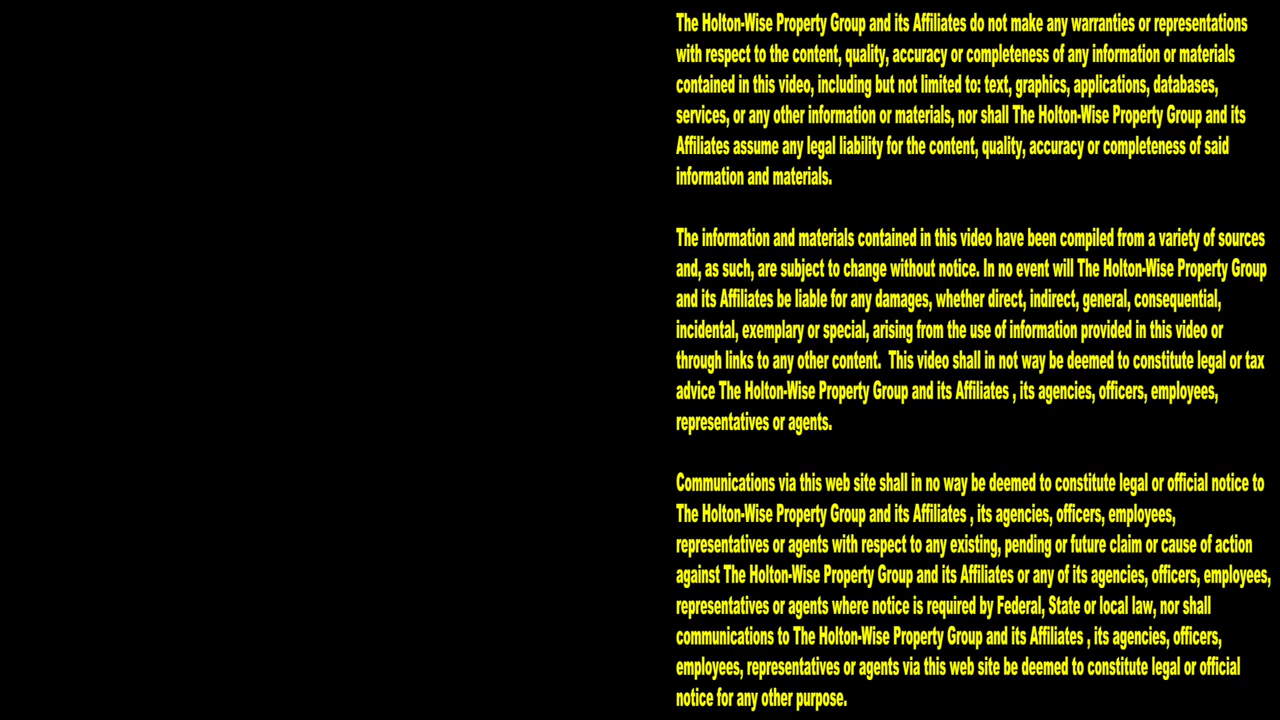 The Holton-Wise Property Group and its Affiliates do not make any warranties or representations
with respect to the content, quality, accuracy or completeness of any information or materials
contained in this video, including but not limited to: text, graphics, applications, databases,
services, or any other information or materials, nor shall The Holton-Wise Property Group and its
Affiliates assume any legal liability for the content, quality, accuracy or completeness of said
information and materials.
The information and materials contained in this video have been compiled from a variety of sources
and, as such, are subject to change without notice. In no event will The Holton-Wise Property Group
and its Affiliates be liable for any damages, whether direct, indirect, general, consequential,
incidental, exemplary or special, arising from the use of information provided in this video or
through links to any other content.  This video shall in not way be deemed to constitute legal or tax
advice The Holton-Wise Property Group and its Affiliates , its agencies, officers, employees,
representatives or agents.
Communications via this web site shall in no way be deemed to constitute legal or official notice to
The Holton-Wise Property Group and its Affiliates , its agencies, officers, employees,
representatives or agents with respect to any existing, pending or future claim or cause of action
against The Holton-Wise Property Group and its Affiliates or any of its agencies, officers, employees,
representatives or agents where notice is required by Federal, State or local law, nor shall
communications to The Holton-Wise Property Group and its Affiliates , its agencies, officers,
employees, representatives or agents via this web site be deemed to constitute legal or official
notice for any other purpose.